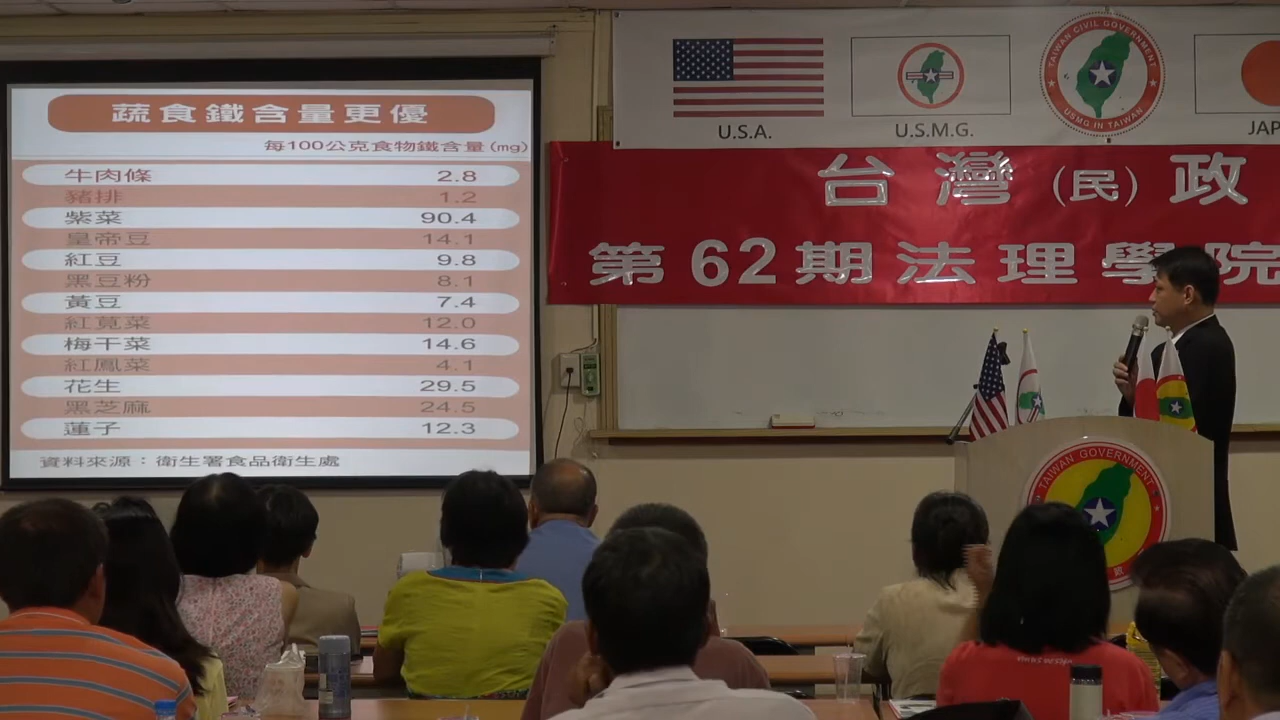 蔬食鐵含量更優
每100公克食物鐵含量(mg)
牛肉條 2.8
豬排 1.2
紫菜 90.4
皇帝豆 14.1
紅豆 9.8
黑豆粉 8.1
黃豆 7.4
紅莧菜 12.0
梅干菜 14.6
紅鳳菜 4.1
花生 29.5
黑芝麻 24.5
蓮子 12.3
資料來源：衛生署食品衛生處
U.S.A.
U.S.M.G.
TAIWAN CIVIL GOVERNMENT
USMG IN TAIWAN
JAP
台灣(民)政
第62期法理學院
TAIWAN GOVERNMENT